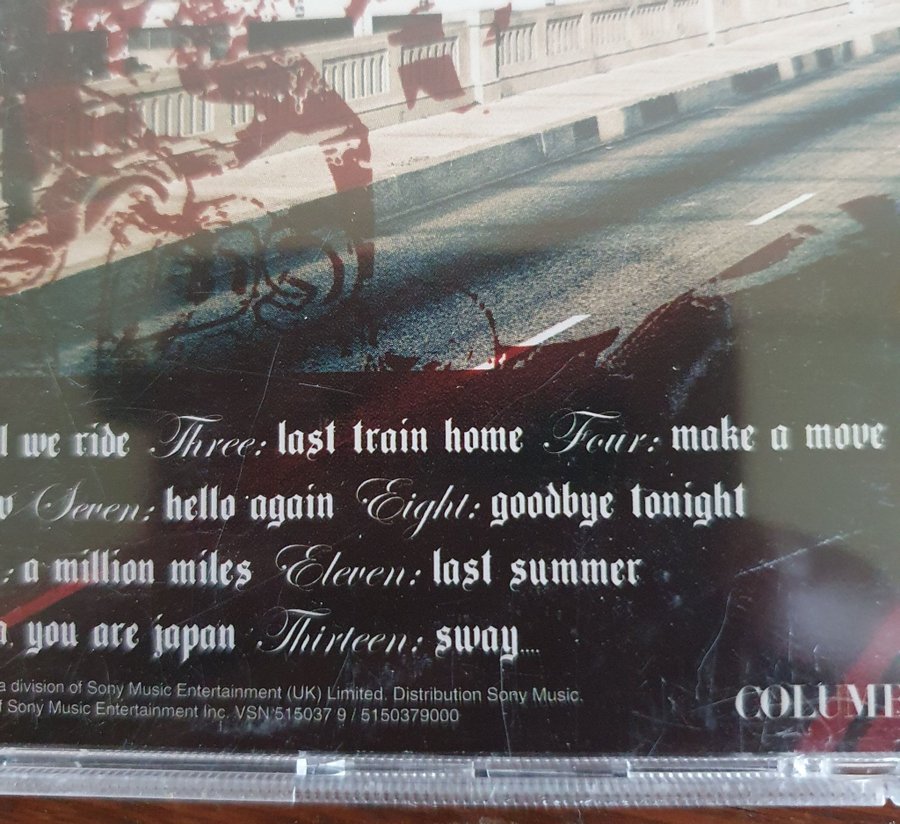 l we ride Three: last train home Four: make a move
w Seven: hello again Eight: goodbye tonight
: a million miles Eleven: last summer
a. you are japan Thirteen: sway....
a division of Sony Music Entertainment (UK) Limited. Distribution Sony Music.
of Sony Music Entertainment Inc. VSN 515037 9 / 5150379000
COLUMB